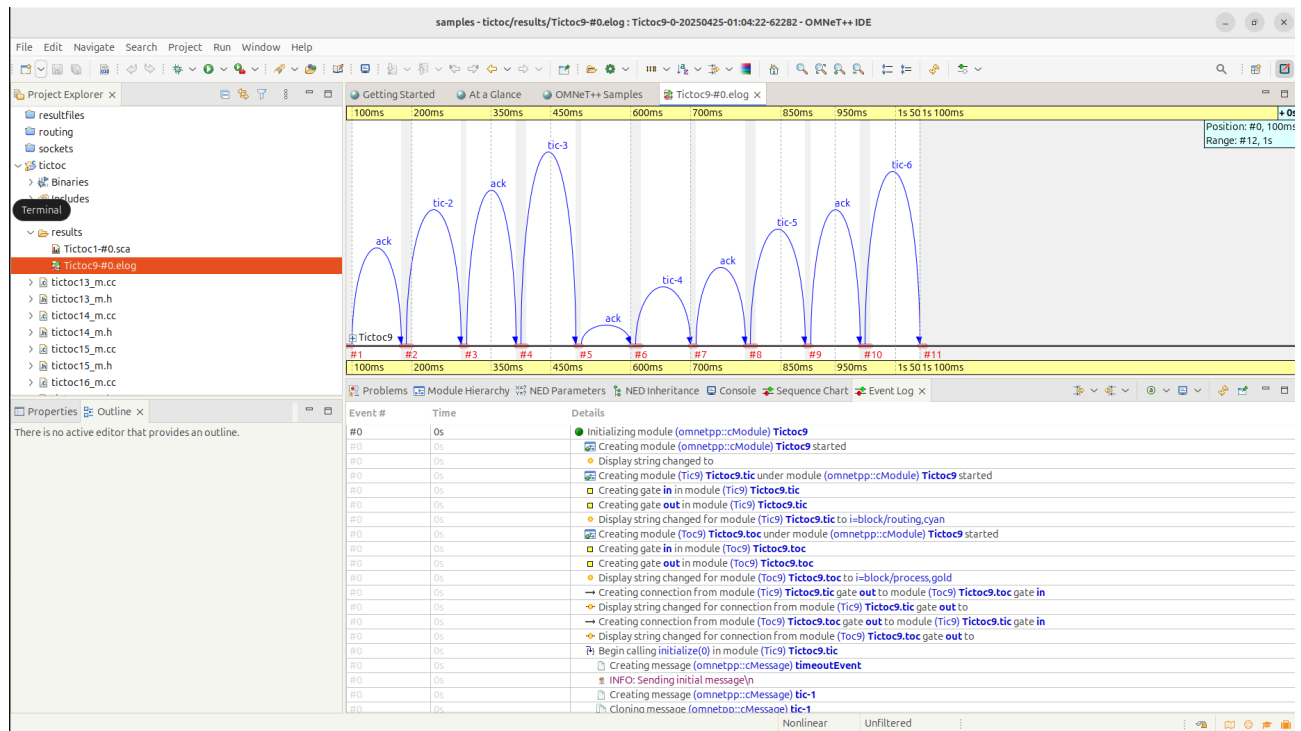 samples - tictoc/results/Tictoc9-#0.elog : Tictoc9-0-20250425-01:04:22-62282 - OMNeT++ IDE
File Edit Navigate Search Project Run Window Help
Project Explorer
resultfiles
routing
sockets
tictoc
Binaries
Includes
Terminal
results
Tictoc1-#0.sca
Tictoc9-#0.elog
tictoc13_m.cc
tictoc13_m.h
tictoc14_m.cc
tictoc14_m.h
tictoc15_m.cc
tictoc15_m.h
tictoc16_m.cc
Properties Outline
There is no active editor that provides an outline.
Getting Started At a Glance OMNeT++ Samples Tictoc9-#0.elog
100ms 200ms 350ms 450ms 600ms 700ms 850ms 950ms 1s 50 1s 100ms + 0s
Position: #0, 100ms
Range: #12, 1s
tic-3
tic-6
ack
tic-2
ack
tic-5
ack
ack
tic-4
ack
Tictoc9
#1 #2 #3 #4 #5 #6 #7 #8 #9 #10 #11
100ms 200ms 350ms 450ms 600ms 700ms 850ms 950ms 1s 50 1s 100ms
Problems Module Hierarchy NED Parameters NED Inheritance Console Sequence Chart Event Log
Event # Time Details
#0 0s Initializing module (omnetpp::cModule) Tictoc9
#0 0s Creating module (omnetpp::cModule) Tictoc9 started
#0 0s Display string changed to
#0 0s Creating module (Tic9) Tictoc9.tic under module (omnetpp::cModule) Tictoc9 started
#0 0s Creating gate in in module (Tic9) Tictoc9.tic
#0 0s Creating gate out in module (Tic9) Tictoc9.tic
#0 0s Display string changed for module (Tic9) Tictoc9.tic to i=block/routing,cyan
#0 0s Creating module (Toc9) Tictoc9.toc under module (omnetpp::cModule) Tictoc9 started
#0 0s Creating gate in in module (Toc9) Tictoc9.toc
#0 0s Creating gate out in module (Toc9) Tictoc9.toc
#0 0s Display string changed for module (Toc9) Tictoc9.toc to i=block/process,gold
#0 0s Creating connection from module (Tic9) Tictoc9.tic gate out to module (Toc9) Tictoc9.toc gate in
#0 0s Display string changed for connection from module (Tic9) Tictoc9.tic gate out to
#0 0s Creating connection from module (Toc9) Tictoc9.toc gate out to module (Tic9) Tictoc9.tic gate in
#0 0s Display string changed for connection from module (Toc9) Tictoc9.toc gate out to
#0 0s Begin calling initialize(0) in module (Tic9) Tictoc9.tic
#0 0s Creating message (omnetpp::cMessage) timeoutEvent
#0 0s INFO: Sending initial message\n
#0 0s Creating message (omnetpp::cMessage) tic-1
#0 0s Cloning message (omnetpp::cMessage) tic-1
Nonlinear Unfiltered